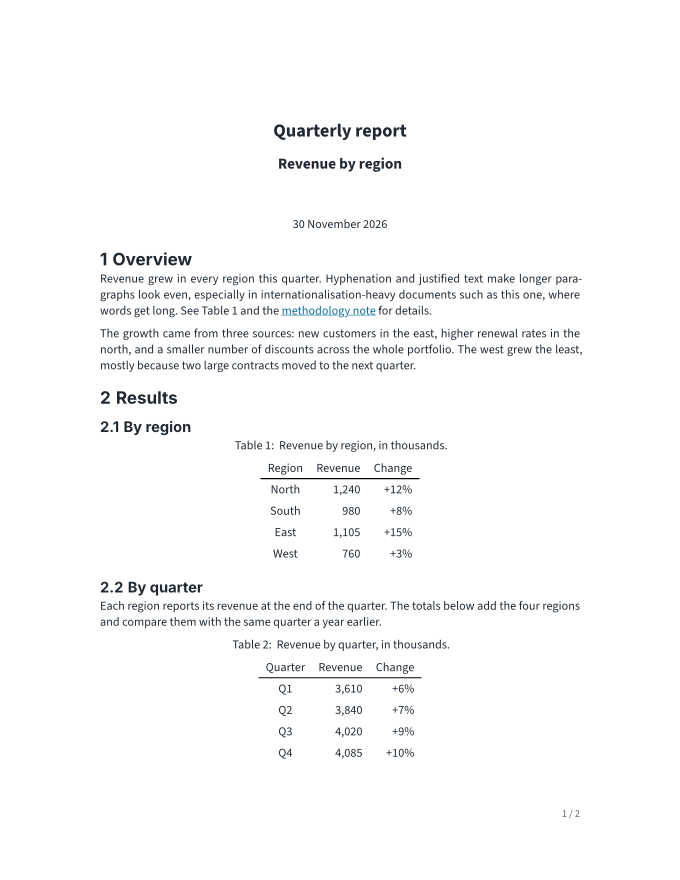 Quarterly report
Revenue by region
30 November 2026
1 Overview
Revenue grew in every region this quarter. Hyphenation and justified text make longer para-
graphs look even, especially in internationalisation-heavy documents such as this one, where
words get long. See Table 1 and the methodology note for details.
The growth came from three sources: new customers in the east, higher renewal rates in the
north, and a smaller number of discounts across the whole portfolio. The west grew the least,
mostly because two large contracts moved to the next quarter.
2 Results
2.1 By region
Table 1: Revenue by region, in thousands.
Region Revenue Change
North 1,240 +12%
South 980 +8%
East 1,105 +15%
West 760 +3%
2.2 By quarter
Each region reports its revenue at the end of the quarter. The totals below add the four regions
and compare them with the same quarter a year earlier.
Table 2: Revenue by quarter, in thousands.
Quarter Revenue Change
Q1 3,610 +6%
Q2 3,840 +7%
Q3 4,020 +9%
Q4 4,085 +10%
1 / 2